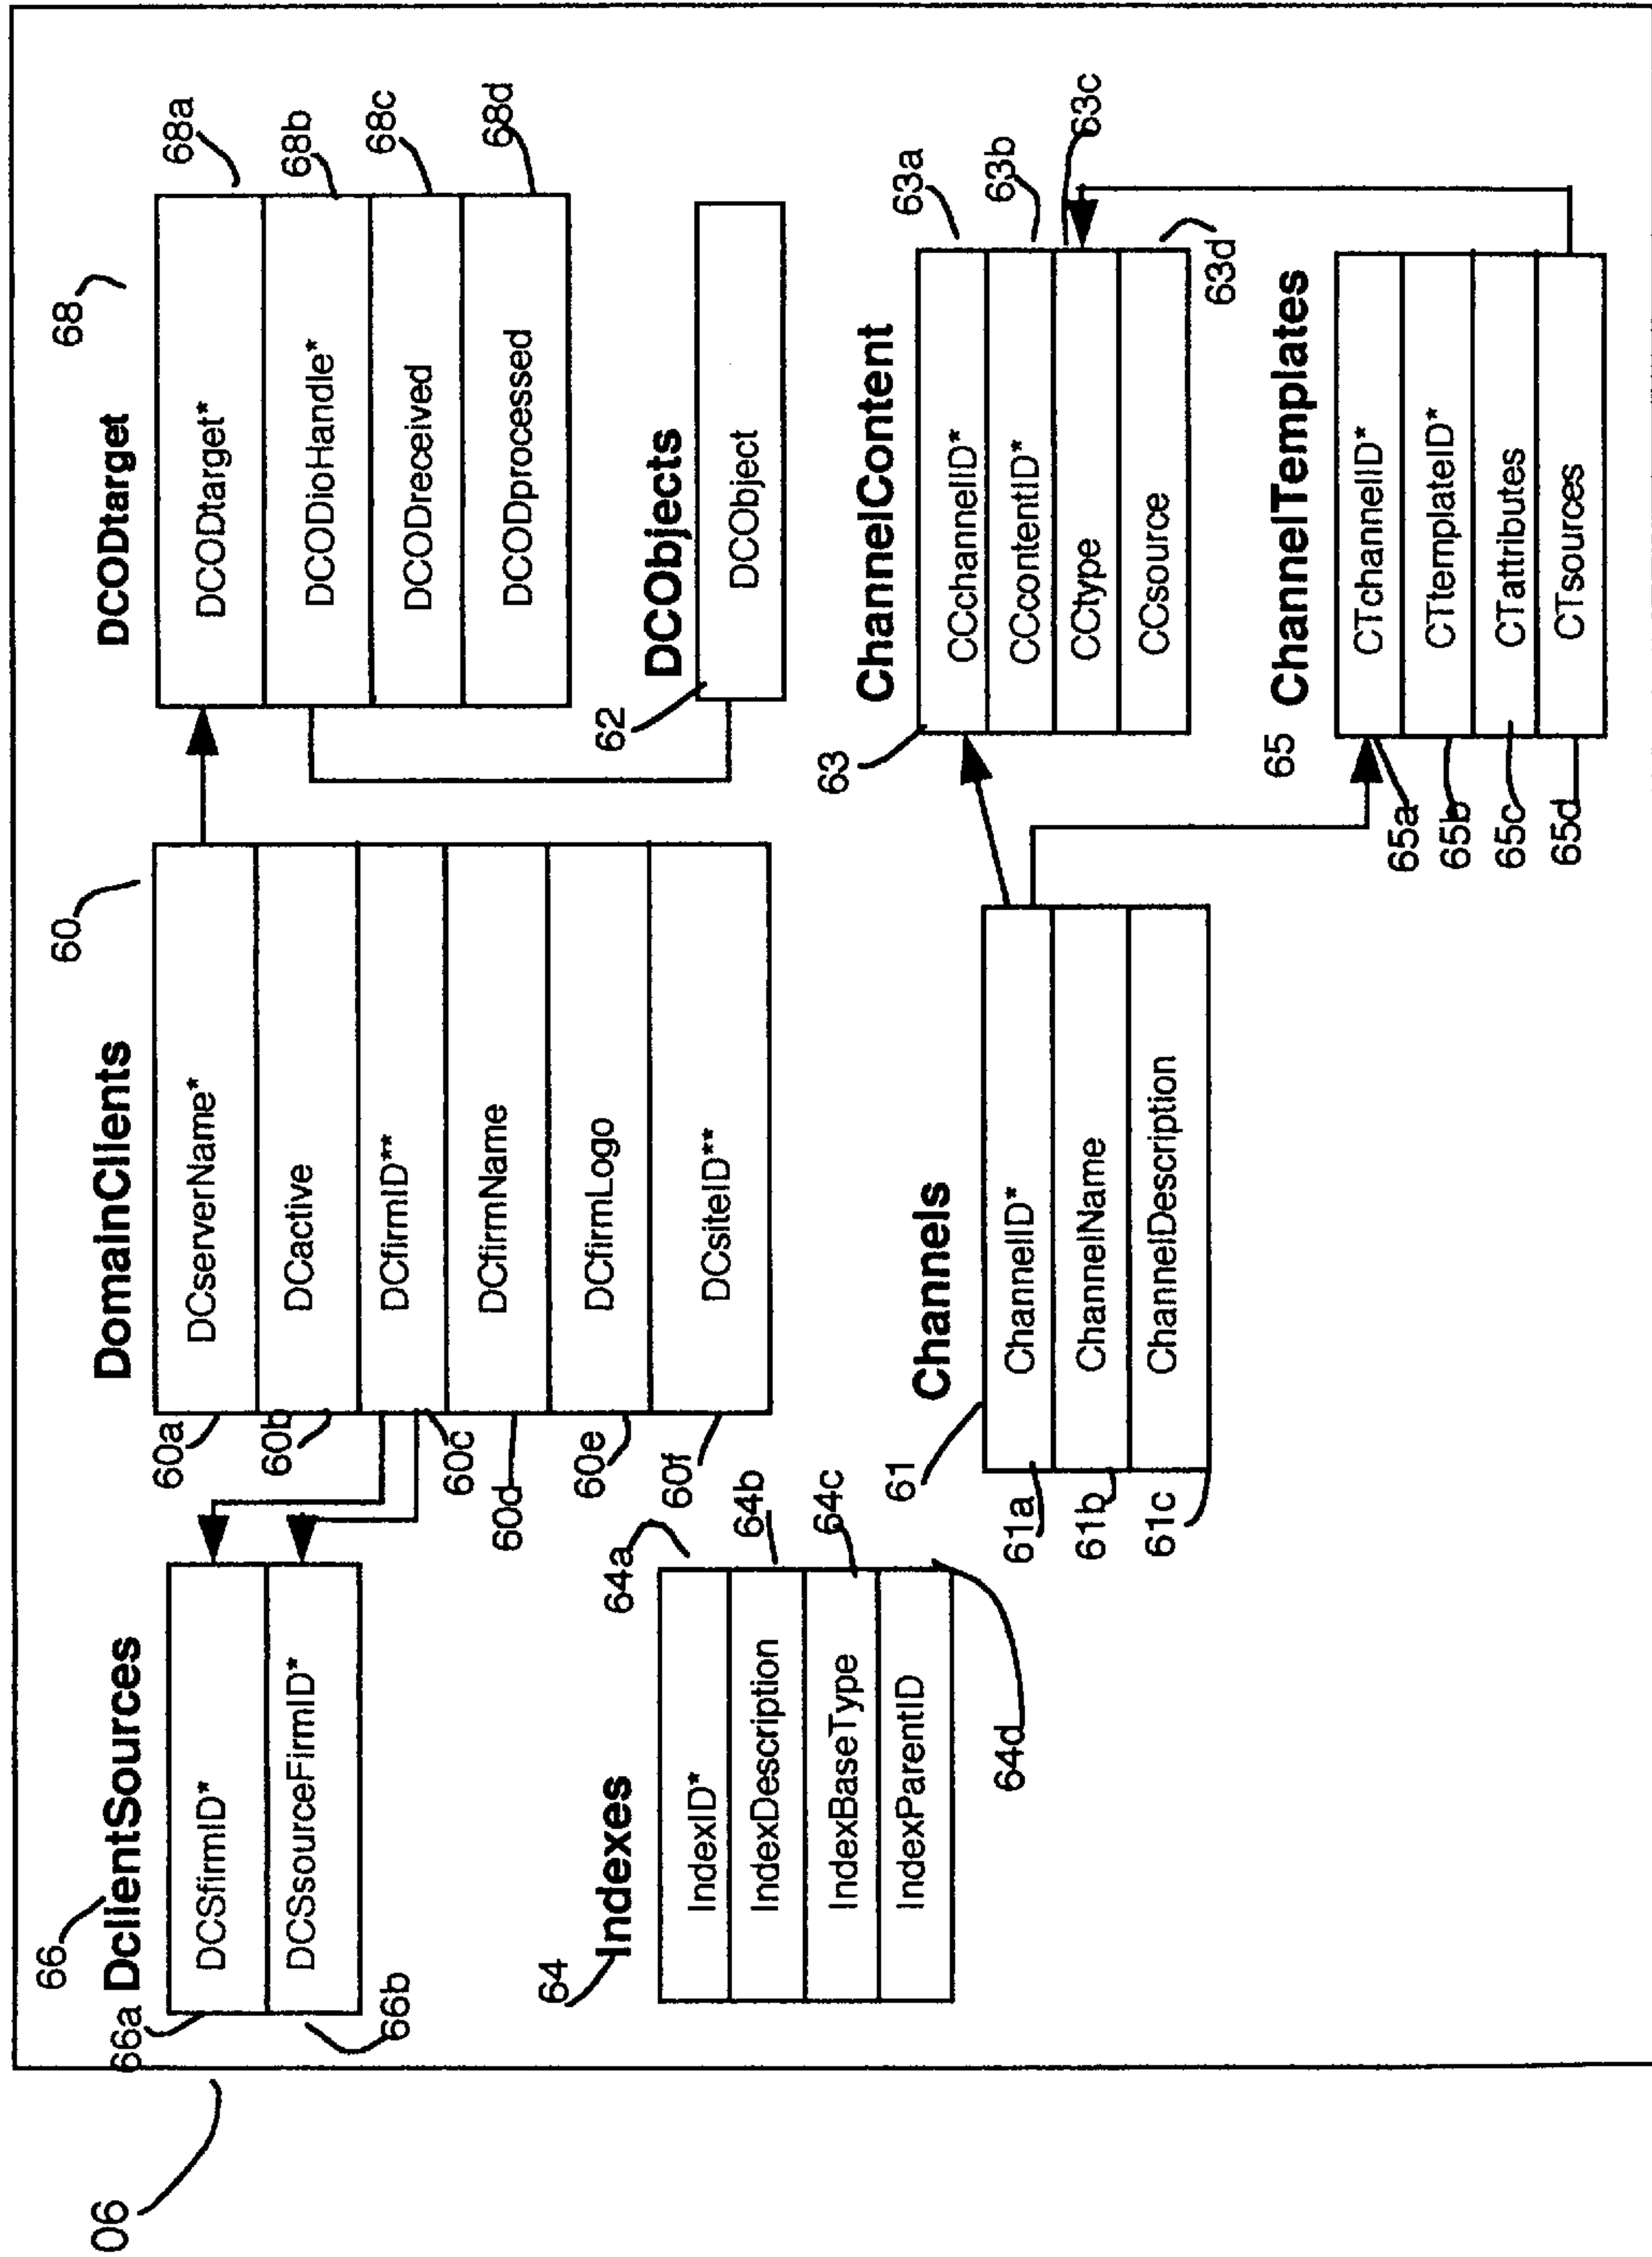 06
66
DclientSources
66a
DCSfirmID*
DCSsourceFirmID*
66b
DomainClients
60
DCserverName*
DCactive
DCfirmID**
DCfirmName
DCfirmLogo
DCsiteID**
60a
60b
60c
60d
60e
60f
DCODtarget
68
DCODtarget*
DCODioHandle*
DCODreceived
DCODprocessed
68a
68b
68c
68d
DCObjects
62
DCObject
64
Indexes
IndexID*
IndexDescription
IndexBaseType
IndexParentID
64a
64b
64c
64d
Channels
61
ChannelID*
ChannelName
ChannelDescription
61a
61b
61c
ChannelContent
63
CCchannelID*
CCcontentID*
CCtype
CCsource
63a
63b
63c
63d
65
ChannelTemplates
CTchannelID*
CTtemplateID*
CTattributes
CTsources
65a
65b
65c
65d